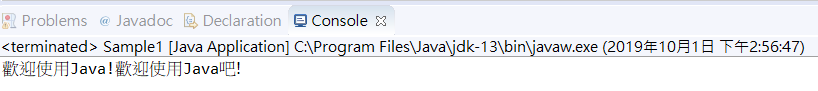 Problems @ Javadoc Declaration Console
<terminated> Sample1 [Java Application] C:\Program Files\Java\jdk-13\bin\javaw.exe (2019年10月1日 下午2:56:47)
歡迎使用Java!歡迎使用Java吧!